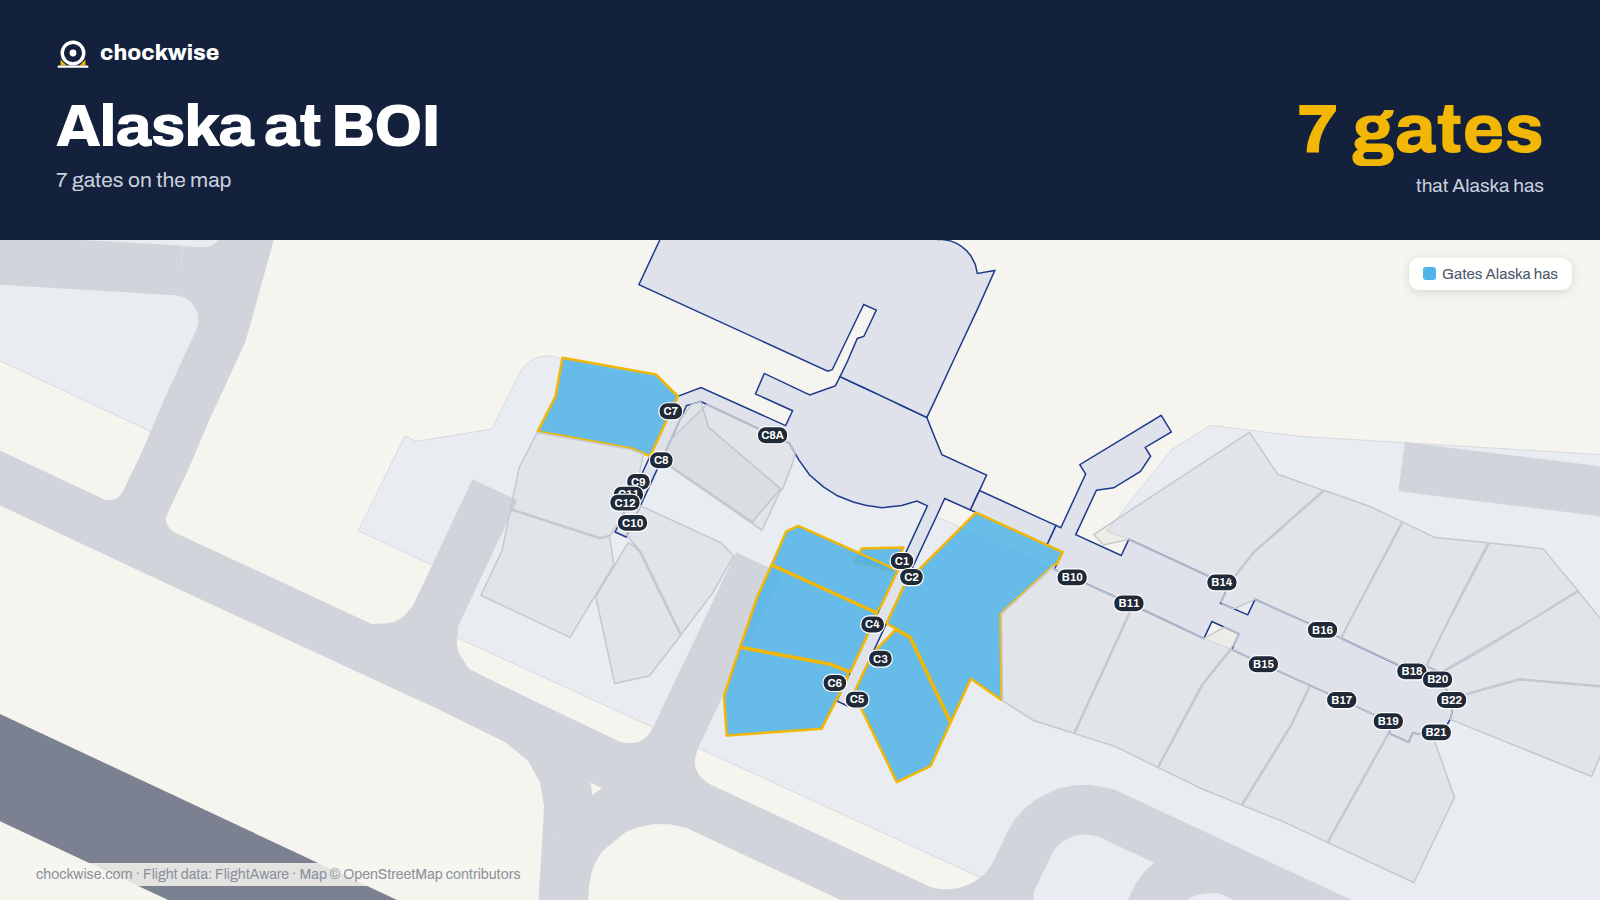 chockwise
Alaska at BOI
7 gates on the map
7 gates
that Alaska has
Gates Alaska has
C7
C8A
C8
C9
C11
C12
C10
C1
C2
C4
C3
C6
C5
B10
B11
B14
B16
B15
B18
B20
B17
B22
B19
B21
chockwise.com · Flight data: FlightAware · Map © OpenStreetMap contributors